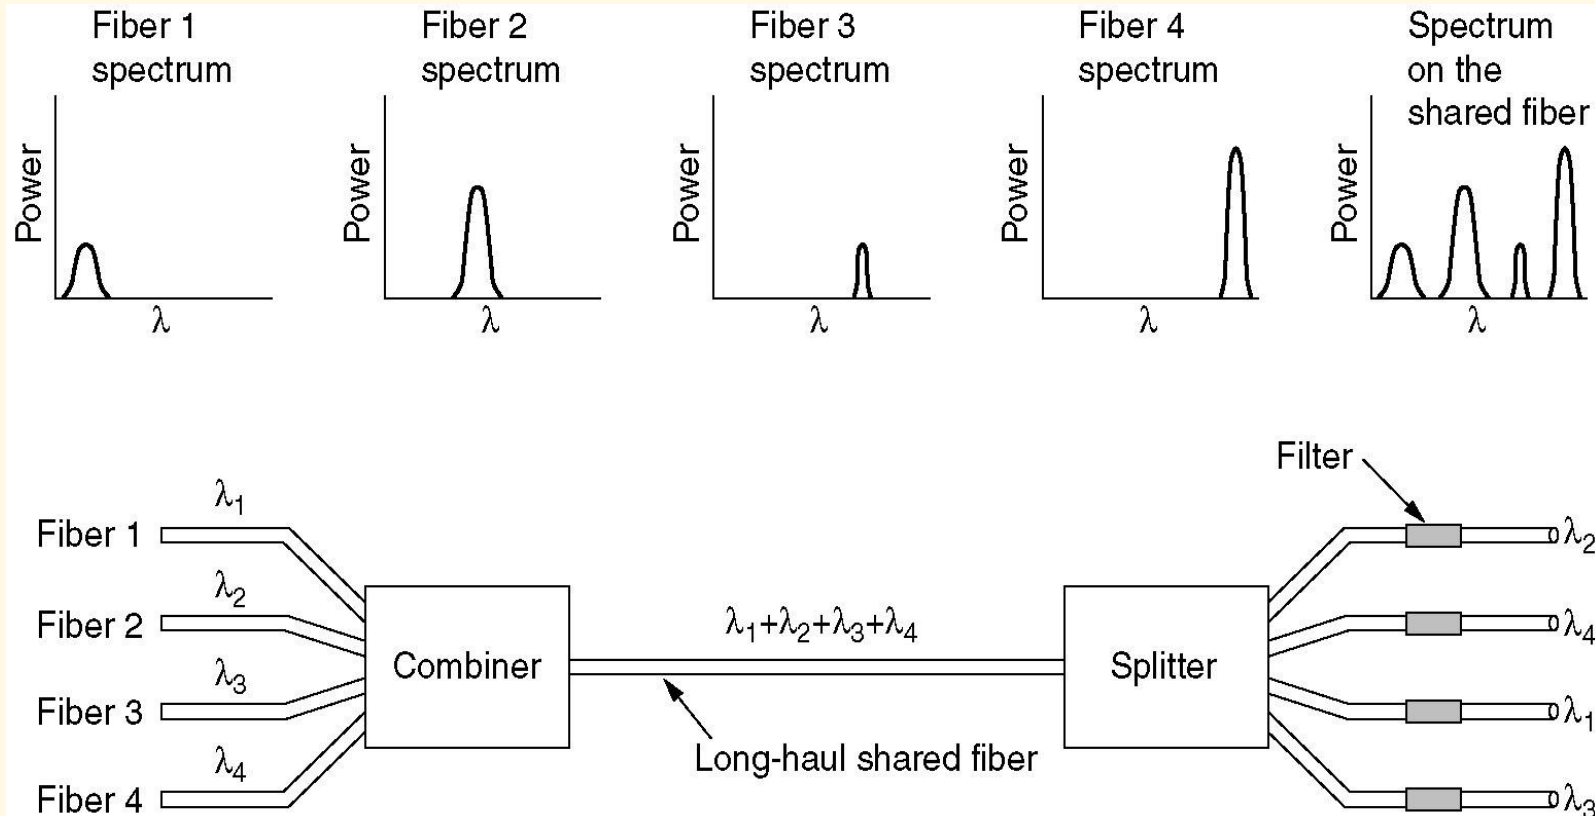 Fiber 1
spectrum
Fiber 2
spectrum
Fiber 3
spectrum
Fiber 4
spectrum
Spectrum
on the
shared fiber
Power
λ
Power
λ
Power
λ
Power
λ
Power
λ
Filter
Fiber 1
λ1
Fiber 2
λ2
Fiber 3
λ3
Fiber 4
λ4
Combiner
λ1+λ2+λ3+λ4
Long-haul shared fiber
Splitter
λ2
λ4
λ1
λ3